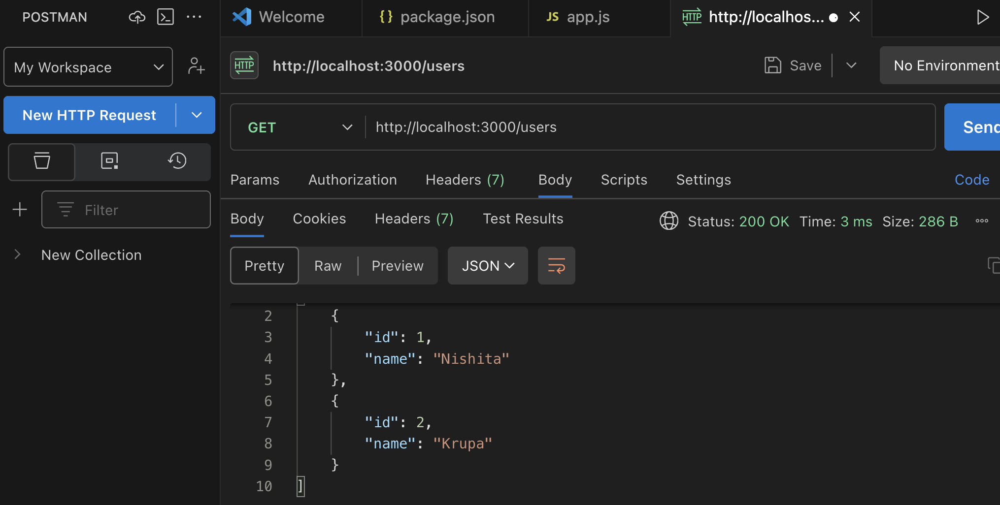 POSTMAN
Welcome
{} package.json
JS app.js
HTTP http://localhos...
My Workspace
HTTP http://localhost:3000/users
Save
No Environment
New HTTP Request
GET
http://localhost:3000/users
Send
Params
Authorization
Headers (7)
Body
Scripts
Settings
Code
Filter
New Collection
Body
Cookies
Headers (7)
Test Results
Status: 200 OK Time: 3 ms Size: 286 B
Pretty
Raw
Preview
JSON
2 {
3 "id": 1,
4 "name": "Nishita"
5 },
6 {
7 "id": 2,
8 "name": "Krupa"
9 }
10 ]